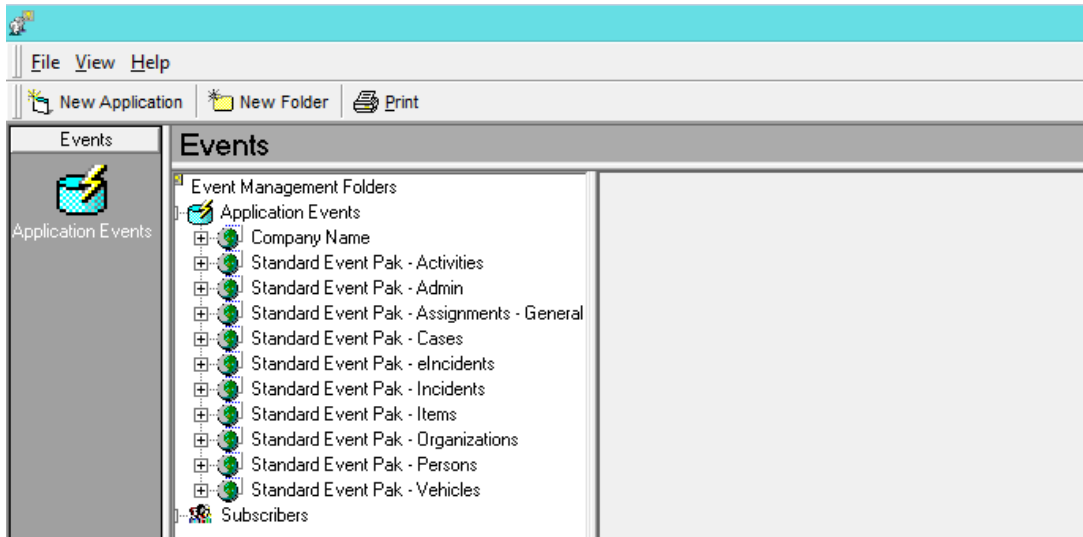 File View Help
New Application New Folder Print
Events
Events
Application Events
Event Management Folders
Application Events
Company Name
Standard Event Pak - Activities
Standard Event Pak - Admin
Standard Event Pak - Assignments - General
Standard Event Pak - Cases
Standard Event Pak - eIncidents
Standard Event Pak - Incidents
Standard Event Pak - Items
Standard Event Pak - Organizations
Standard Event Pak - Persons
Standard Event Pak - Vehicles
Subscribers